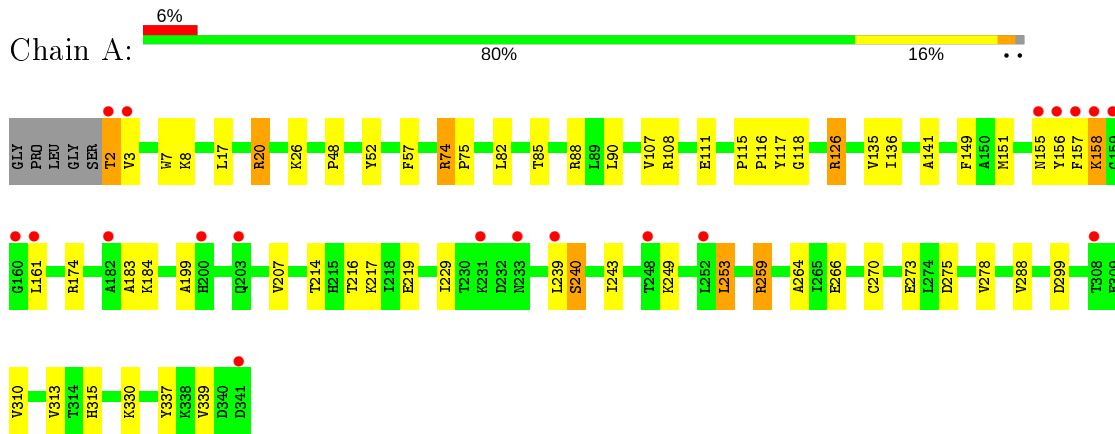 6%
Chain A:
80% 16% • •
GLY PRO LEU GLY SER T2 V3 W7 K8 L17 R20 K26 P48 Y52 F57 R74 P75 L82 T85 R88 L89 L90 V107 R108 E111 P115 P116 Y117 G118 R126 V135 I136 A141 F149 A150 M151 N155 Y156 F157 K158
G160 L161 R174 A182 A183 K184 A199 H200 Q203 V207 T214 H215 T216 K217 I218 E219 I229 T230 K231 D232 N233 L239 S240 I243 T248 K249 L252 L253 R259 A264 I265 E266 C270 E273 L274 D275 V278 V288 D299 T308
V310 V313 T314 H315 K330 Y337 K338 V339 D340 D341